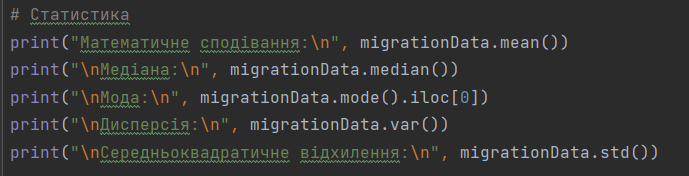 # Статистика
print("Математичне сподівання:\n", migrationData.mean())
print("\nМедіана:\n", migrationData.median())
print("\nМода:\n", migrationData.mode().iloc[0])
print("\nДисперсія:\n", migrationData.var())
print("\nСередньоквадратичне відхилення:\n", migrationData.std())